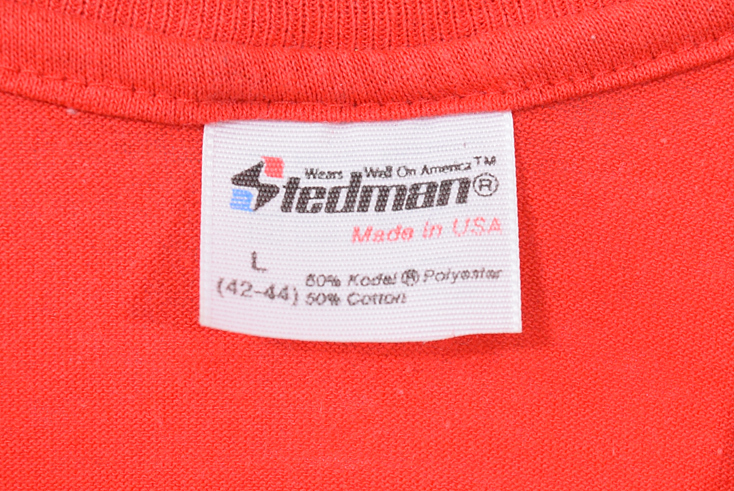 Wears Well On America™
Stedman®
Made in USA
L
(42-44)
50% Kodel ® Polyester
50% Cotton